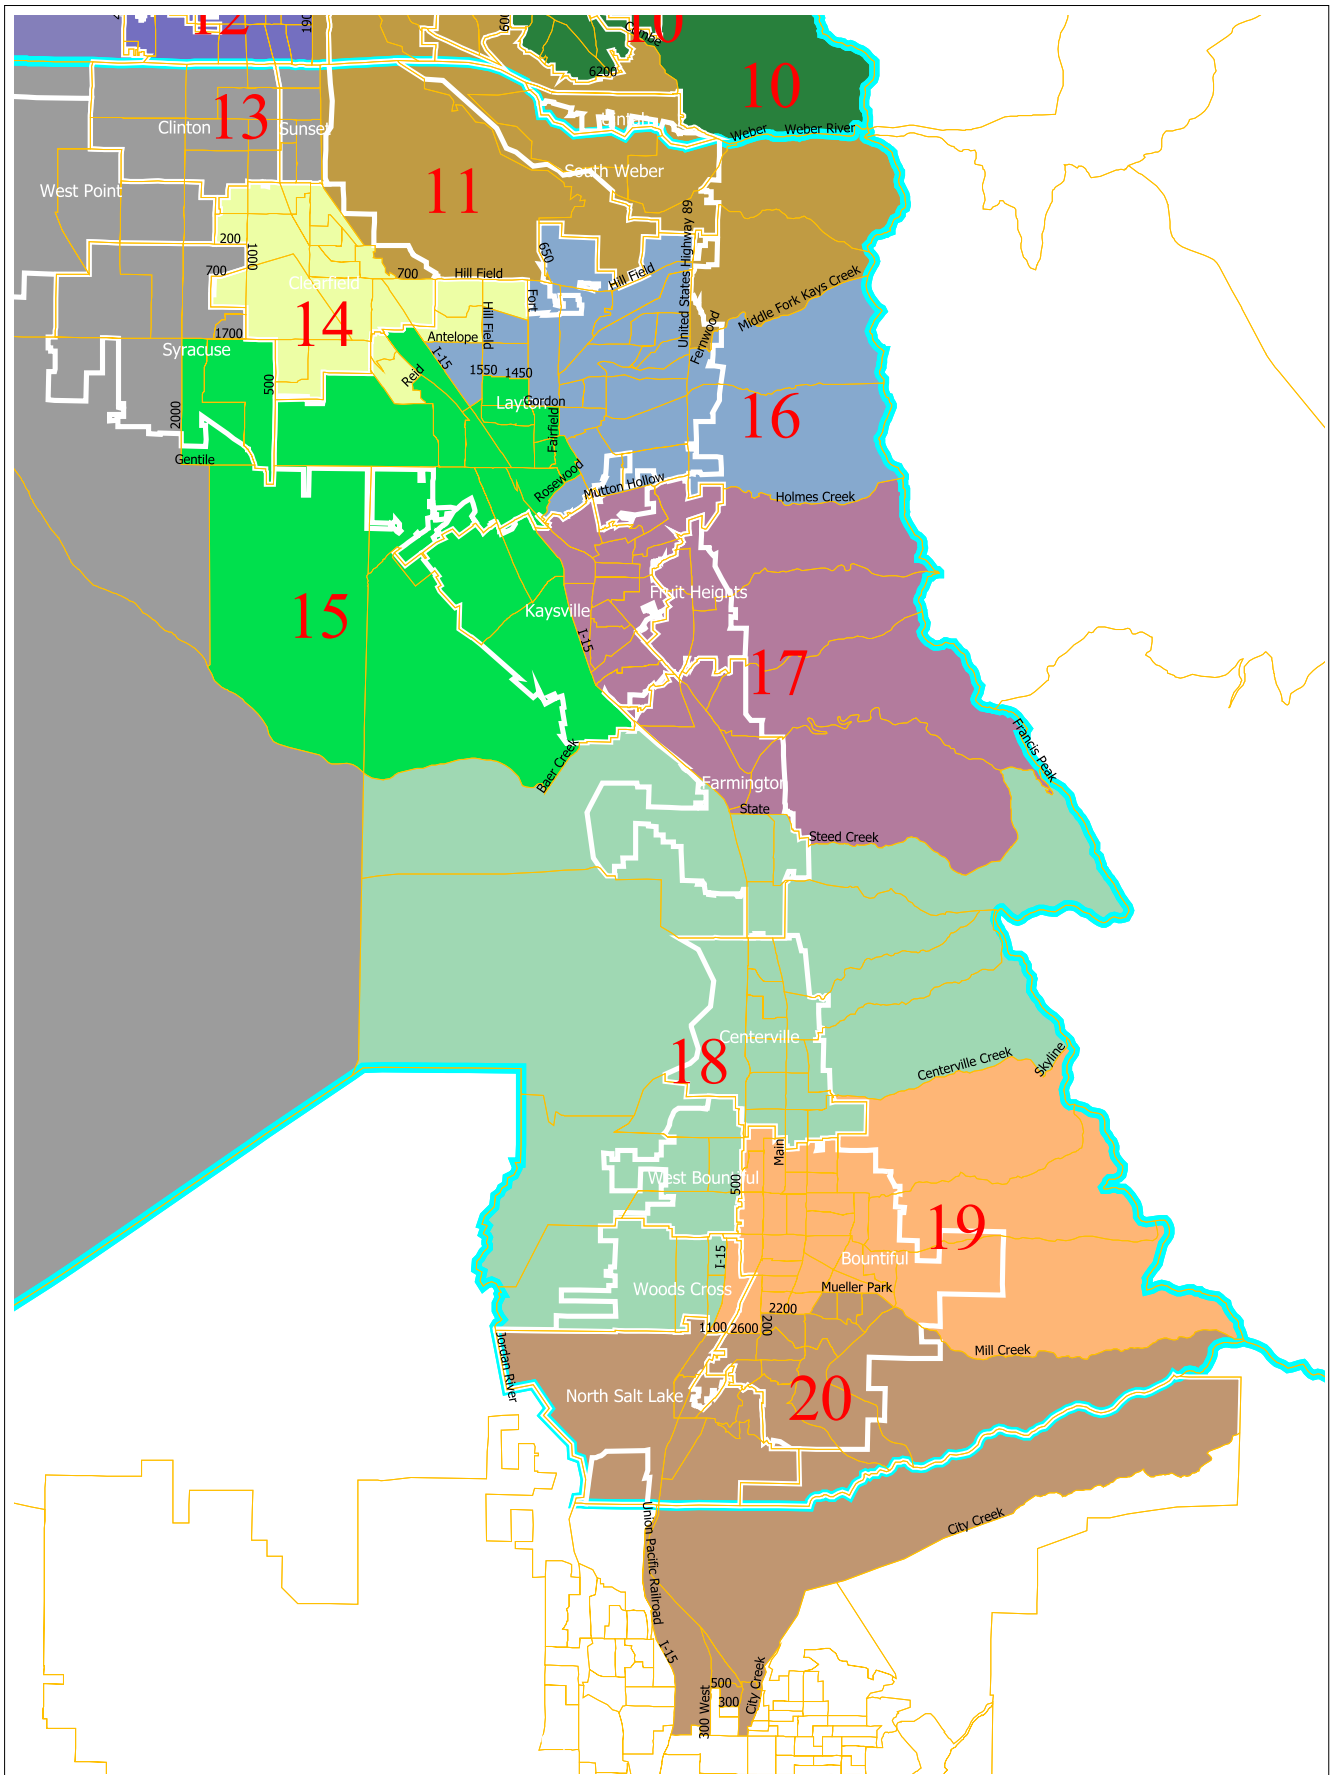 12
190
10
6200
10
Weber
Weber River
13
Clinton
Sunset
South Weber
West Point
11
200
1000
650
United States Highway 89
700
700
Hill Field
Hill Field
Middle Fork Kays Creek
Clearfield
Hill Field
Fort
14
1700
Antelope
Fernwood
Syracuse
I-15
Reid
1550
1450
500
Layton
Gordon
16
2000
Fairfield
Gentile
Rosewood
Mutton Hollow
Holmes Creek
15
Fruit Heights
Kaysville
I-15
17
Francis Peak
Baer Creek
Farmington
State
Steed Creek
Centerville
18
Centerville Creek
Skyline
Main
West Bountiful
500
19
I-15
Bountiful
Woods Cross
Mueller Park
2200
1100
2600
200
Jordan River
Mill Creek
North Salt Lake
20
Union Pacific Railroad
City Creek
I-15
500
300
300 West
City Creek